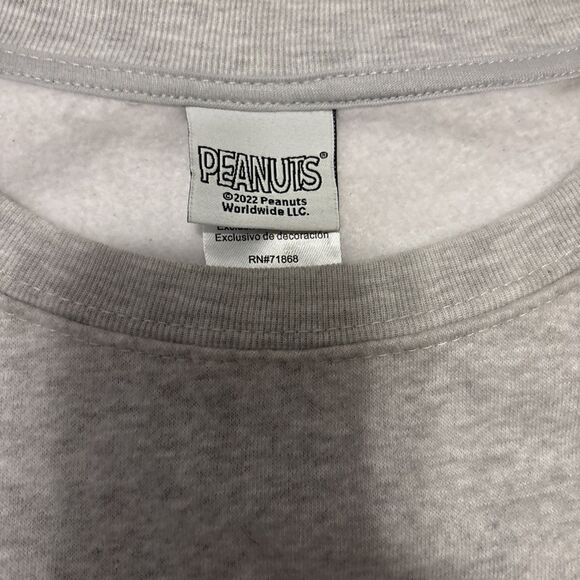 PEANUTS®
©2022 Peanuts
Worldwide LLC.
Exclusivo de decoración
RN#71868